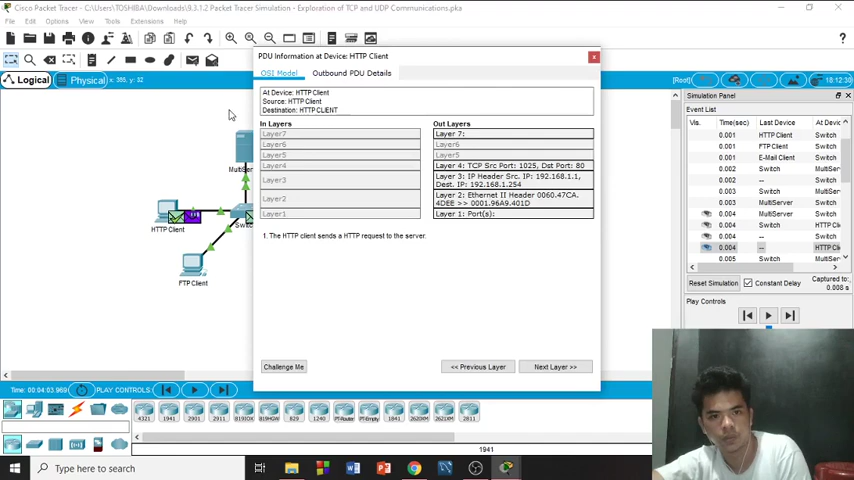 Cisco Packet Tracer - C:\Users\TOSHIBA\Downloads\9.3.1.2 Packet Tracer Simulation - Exploration of TCP and UDP Communications.pka
File Edit Options View Tools Extensions Help
Logical Physical x: 355, y: 32 [Root] 18:12:30
PDU Information at Device: HTTP Client
OSI Model Outbound PDU Details
At Device: HTTP Client
Source: HTTP Client
Destination: HTTP CLIENT
In Layers
Layer7
Layer6
Layer5
Layer4
Layer3
Layer2
Layer1
Out Layers
Layer 7:
Layer6
Layer5
Layer 4: TCP Src Port: 1025, Dst Port: 80
Layer 3: IP Header Src. IP: 192.168.1.1,
Dest. IP: 192.168.1.254
Layer 2: Ethernet II Header 0060.47CA.
4DEE >> 0001.96A9.401D
Layer 1: Port(s):
1. The HTTP client sends a HTTP request to the server.
Challenge Me << Previous Layer Next Layer >>
MultiSer
HTTP Client
Swit
FTP Client
Simulation Panel
Event List
Vis. Time(sec) Last Device At Devic
0.001 HTTP Client Switch
0.001 FTP Client Switch
0.001 E-Mail Client Switch
0.002 -- Switch
0.003 Switch MultiServ
0.003 Switch MultiServ
0.004 MultiServer Switch
0.004 Switch HTTP Cli
0.004 -- Switch
0.004 -- HTTP Cli
0.005 Switch MultiServ
Reset Simulation Constant Delay Captured to:
0.008 s
Play Controls
Time: 00:04:03.969 PLAY CONTROLS:
4321 1941 2901 2911 819IOX 819HGW 829 1240 PT-Router PT-Empty 1841 2620XM 2621XM 2811
1941
Type here to search